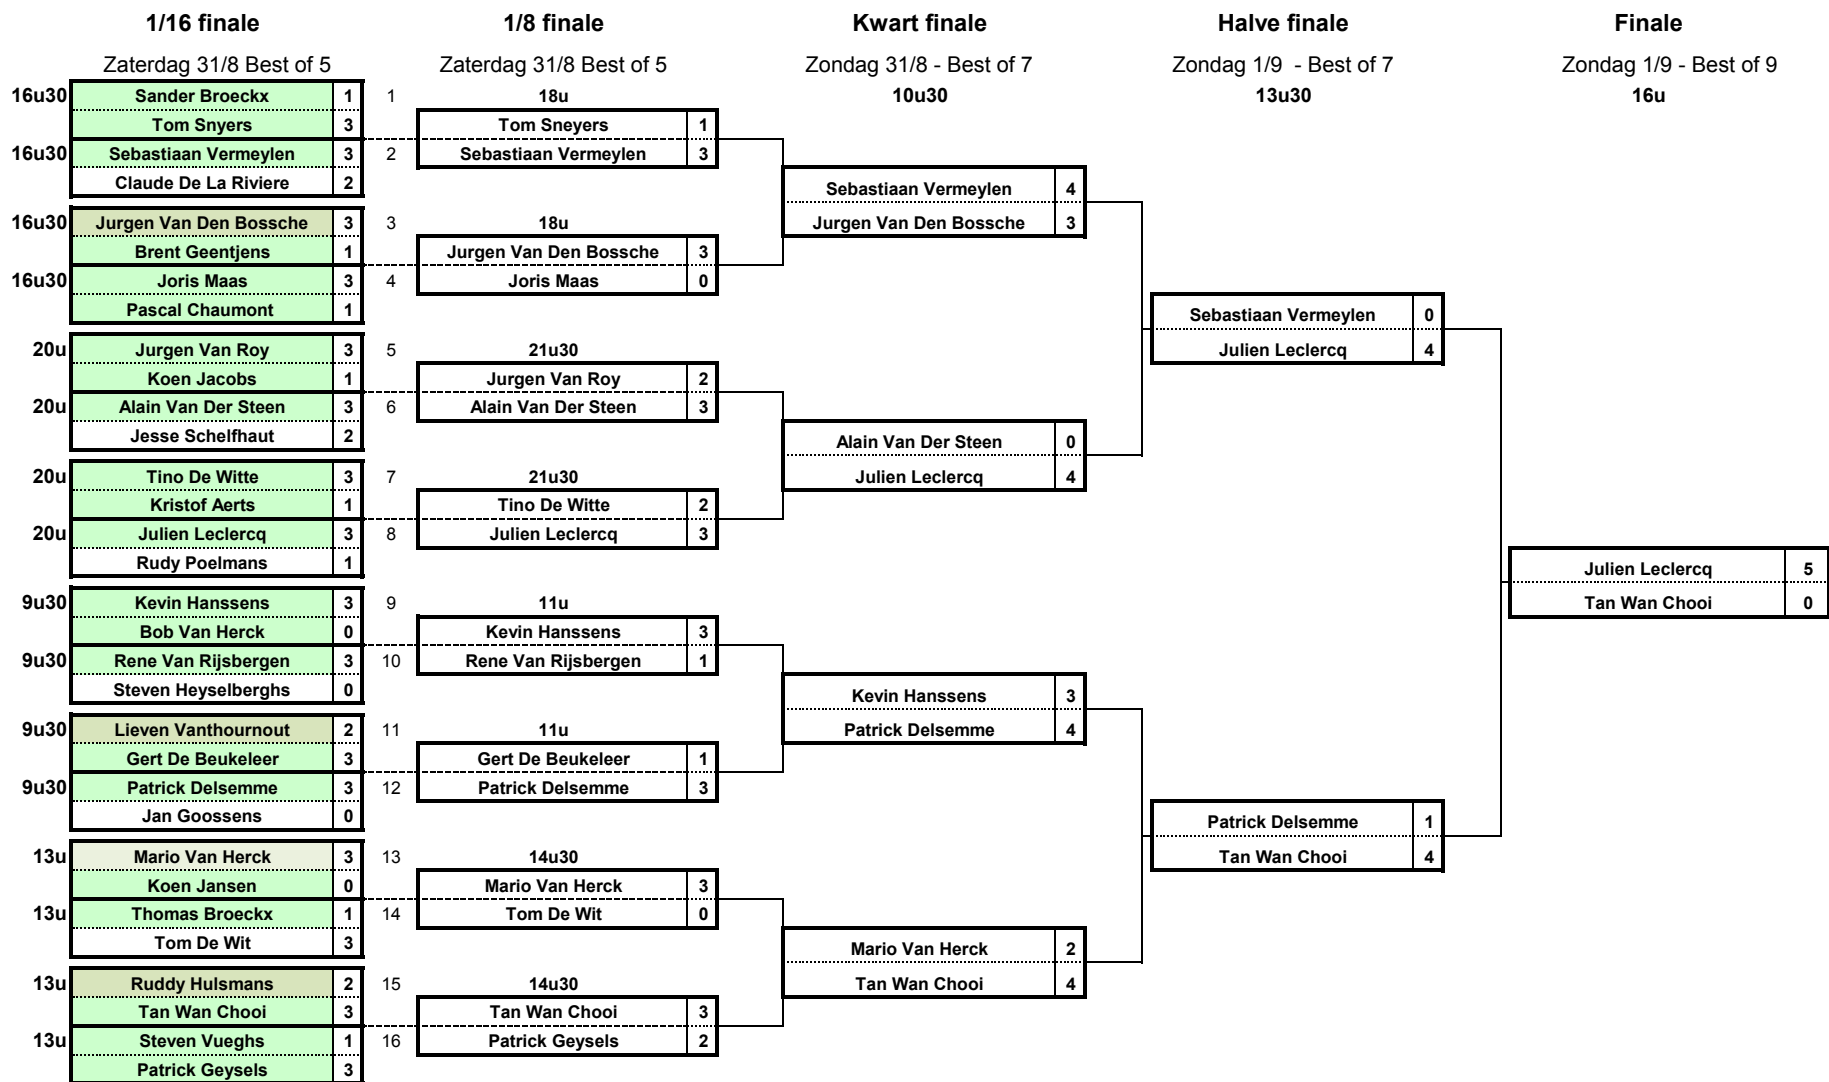 1/16 finale 1/8 finale Kwart finale Halve finale Finale
Zaterdag 31/8 Best of 5 Zaterdag 31/8 Best of 5 Zondag 31/8 - Best of 7 Zondag 1/9 - Best of 7 Zondag 1/9 - Best of 9
16u30 Sander Broeckx 1 1 18u 10u30 13u30 16u
Tom Snyers 3 Tom Sneyers 1
16u30 Sebastiaan Vermeylen 3 2 Sebastiaan Vermeylen 3
Claude De La Riviere 2 Sebastiaan Vermeylen 4
16u30 Jurgen Van Den Bossche 3 3 18u Jurgen Van Den Bossche 3
Brent Geentjens 1 Jurgen Van Den Bossche 3
16u30 Joris Maas 3 4 Joris Maas 0
Pascal Chaumont 1 Sebastiaan Vermeylen 0
20u Jurgen Van Roy 3 5 21u30 Julien Leclercq 4
Koen Jacobs 1 Jurgen Van Roy 2
20u Alain Van Der Steen 3 6 Alain Van Der Steen 3
Jesse Schelfhaut 2 Alain Van Der Steen 0
20u Tino De Witte 3 7 21u30 Julien Leclercq 4
Kristof Aerts 1 Tino De Witte 2
20u Julien Leclercq 3 8 Julien Leclercq 3
Rudy Poelmans 1 Julien Leclercq 5
9u30 Kevin Hanssens 3 9 11u Tan Wan Chooi 0
Bob Van Herck 0 Kevin Hanssens 3
9u30 Rene Van Rijsbergen 3 10 Rene Van Rijsbergen 1
Steven Heyselberghs 0 Kevin Hanssens 3
9u30 Lieven Vanthournout 2 11 11u Patrick Delsemme 4
Gert De Beukeleer 3 Gert De Beukeleer 1
9u30 Patrick Delsemme 3 12 Patrick Delsemme 3
Jan Goossens 0 Patrick Delsemme 1
13u Mario Van Herck 3 13 14u30 Tan Wan Chooi 4
Koen Jansen 0 Mario Van Herck 3
13u Thomas Broeckx 1 14 Tom De Wit 0
Tom De Wit 3 Mario Van Herck 2
13u Ruddy Hulsmans 2 15 14u30 Tan Wan Chooi 4
Tan Wan Chooi 3 Tan Wan Chooi 3
13u Steven Vueghs 1 16 Patrick Geysels 2
Patrick Geysels 3